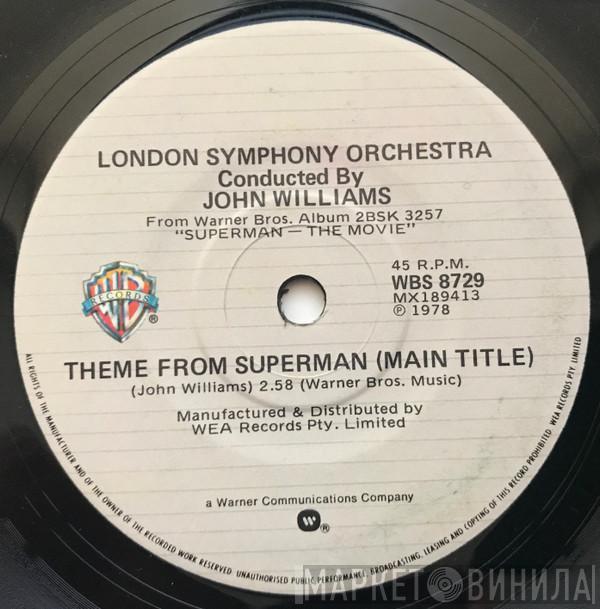 LONDON SYMPHONY ORCHESTRA
Conducted By
JOHN WILLIAMS
From Warner Bros. Album 2BSK 3257
"SUPERMAN — THE MOVIE"
WB
RECORDS
®
45 R.P.M.
WBS 8729
MX189413
℗ 1978
THEME FROM SUPERMAN (MAIN TITLE)
(John Williams) 2.58 (Warner Bros. Music)
Manufactured & Distributed by
WEA Records Pty. Limited
a Warner Communications Company
®
ALL RIGHTS OF THE MANUFACTURER AND OF THE OWNER OF THE RECORDED WORK RESERVED. UNAUTHORISED PUBLIC PERFORMANCE, BROADCASTING, LEASING AND COPYING OF THIS RECORD PROHIBITED. WEA RECORDS PTY. LIMITED
МАРКЕТ ВИНИЛА